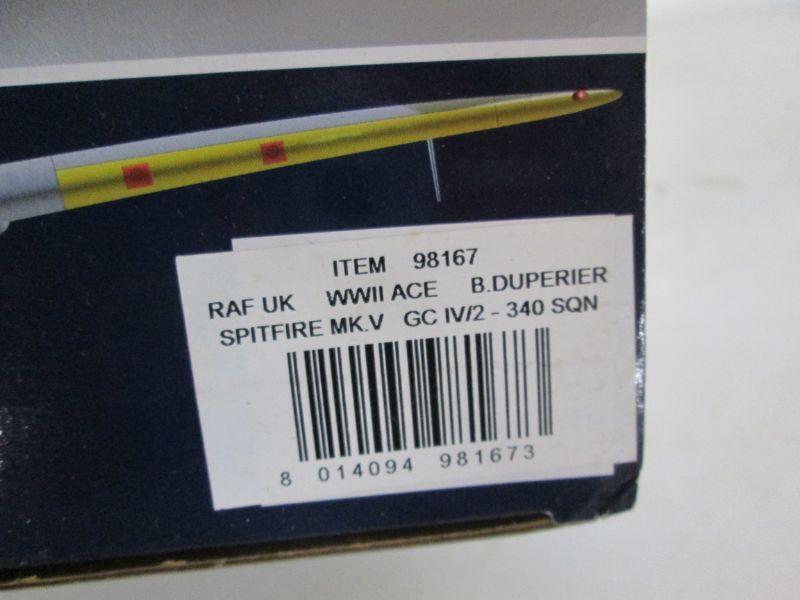 ITEM 98167
RAF UK WWII ACE B.DUPERIER
SPITFIRE MK.V GC IV/2 - 340 SQN
8 014094 981673